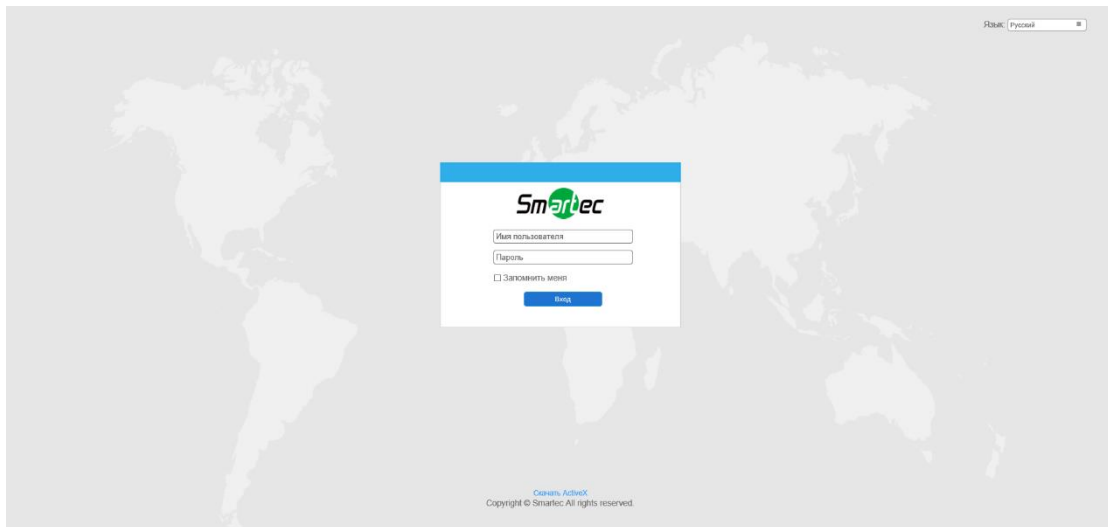 Язык: Русский
Smartec
Имя пользователя
Пароль
Запомнить меня
Вход
Скачать ActiveX
Copyright © Smartec All rights reserved.